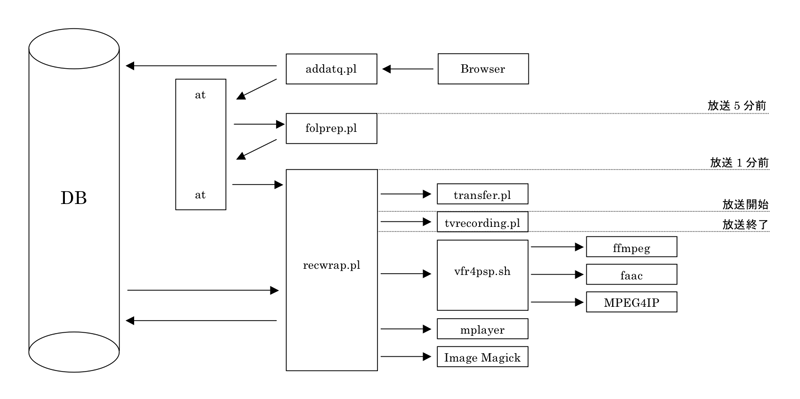 addatq.pl
Browser
at
放送 5 分前
folprep.pl
放送 1 分前
DB
at
transfer.pl
放送開始
tvrecording.pl
放送終了
ffmpeg
recwrap.pl
vfr4psp.sh
faac
MPEG4IP
mplayer
Image Magick